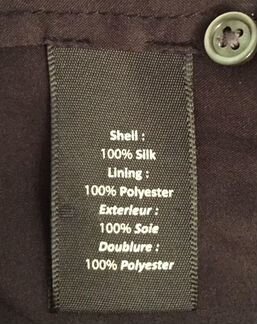 Shell :
100% Silk
Lining :
100% Polyester
Exterieur :
100% Soie
Doublure :
100% Polyester